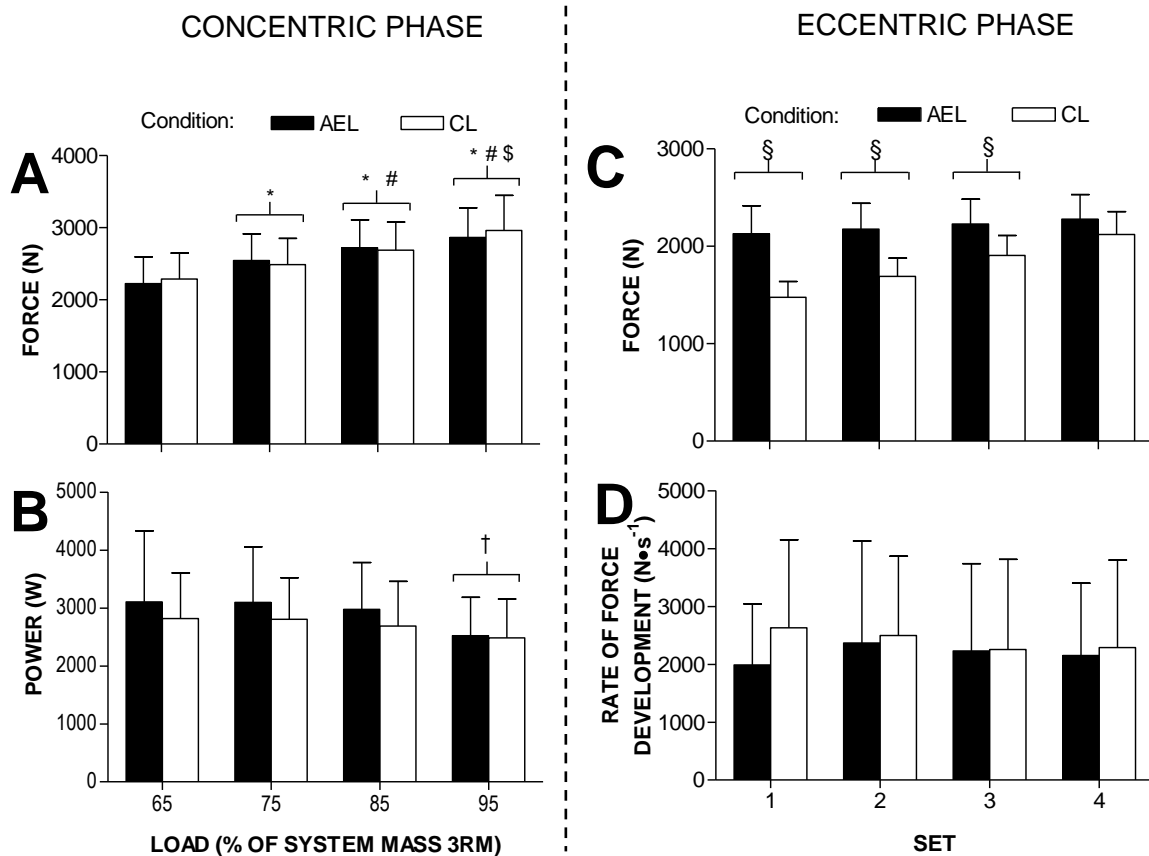 CONCENTRIC PHASE
ECCENTRIC PHASE
Condition: AEL CL
A
FORCE (N)
4000
3000
2000
1000
0
*
* #
* # $
B
POWER (W)
5000
4000
3000
2000
1000
0
†
65 75 85 95
LOAD (% OF SYSTEM MASS 3RM)
Condition: AEL CL
C
FORCE (N)
3000
2000
1000
0
§ § §
D
RATE OF FORCE
DEVELOPMENT (N•s⁻¹)
5000
4000
3000
2000
1000
0
1 2 3 4
SET